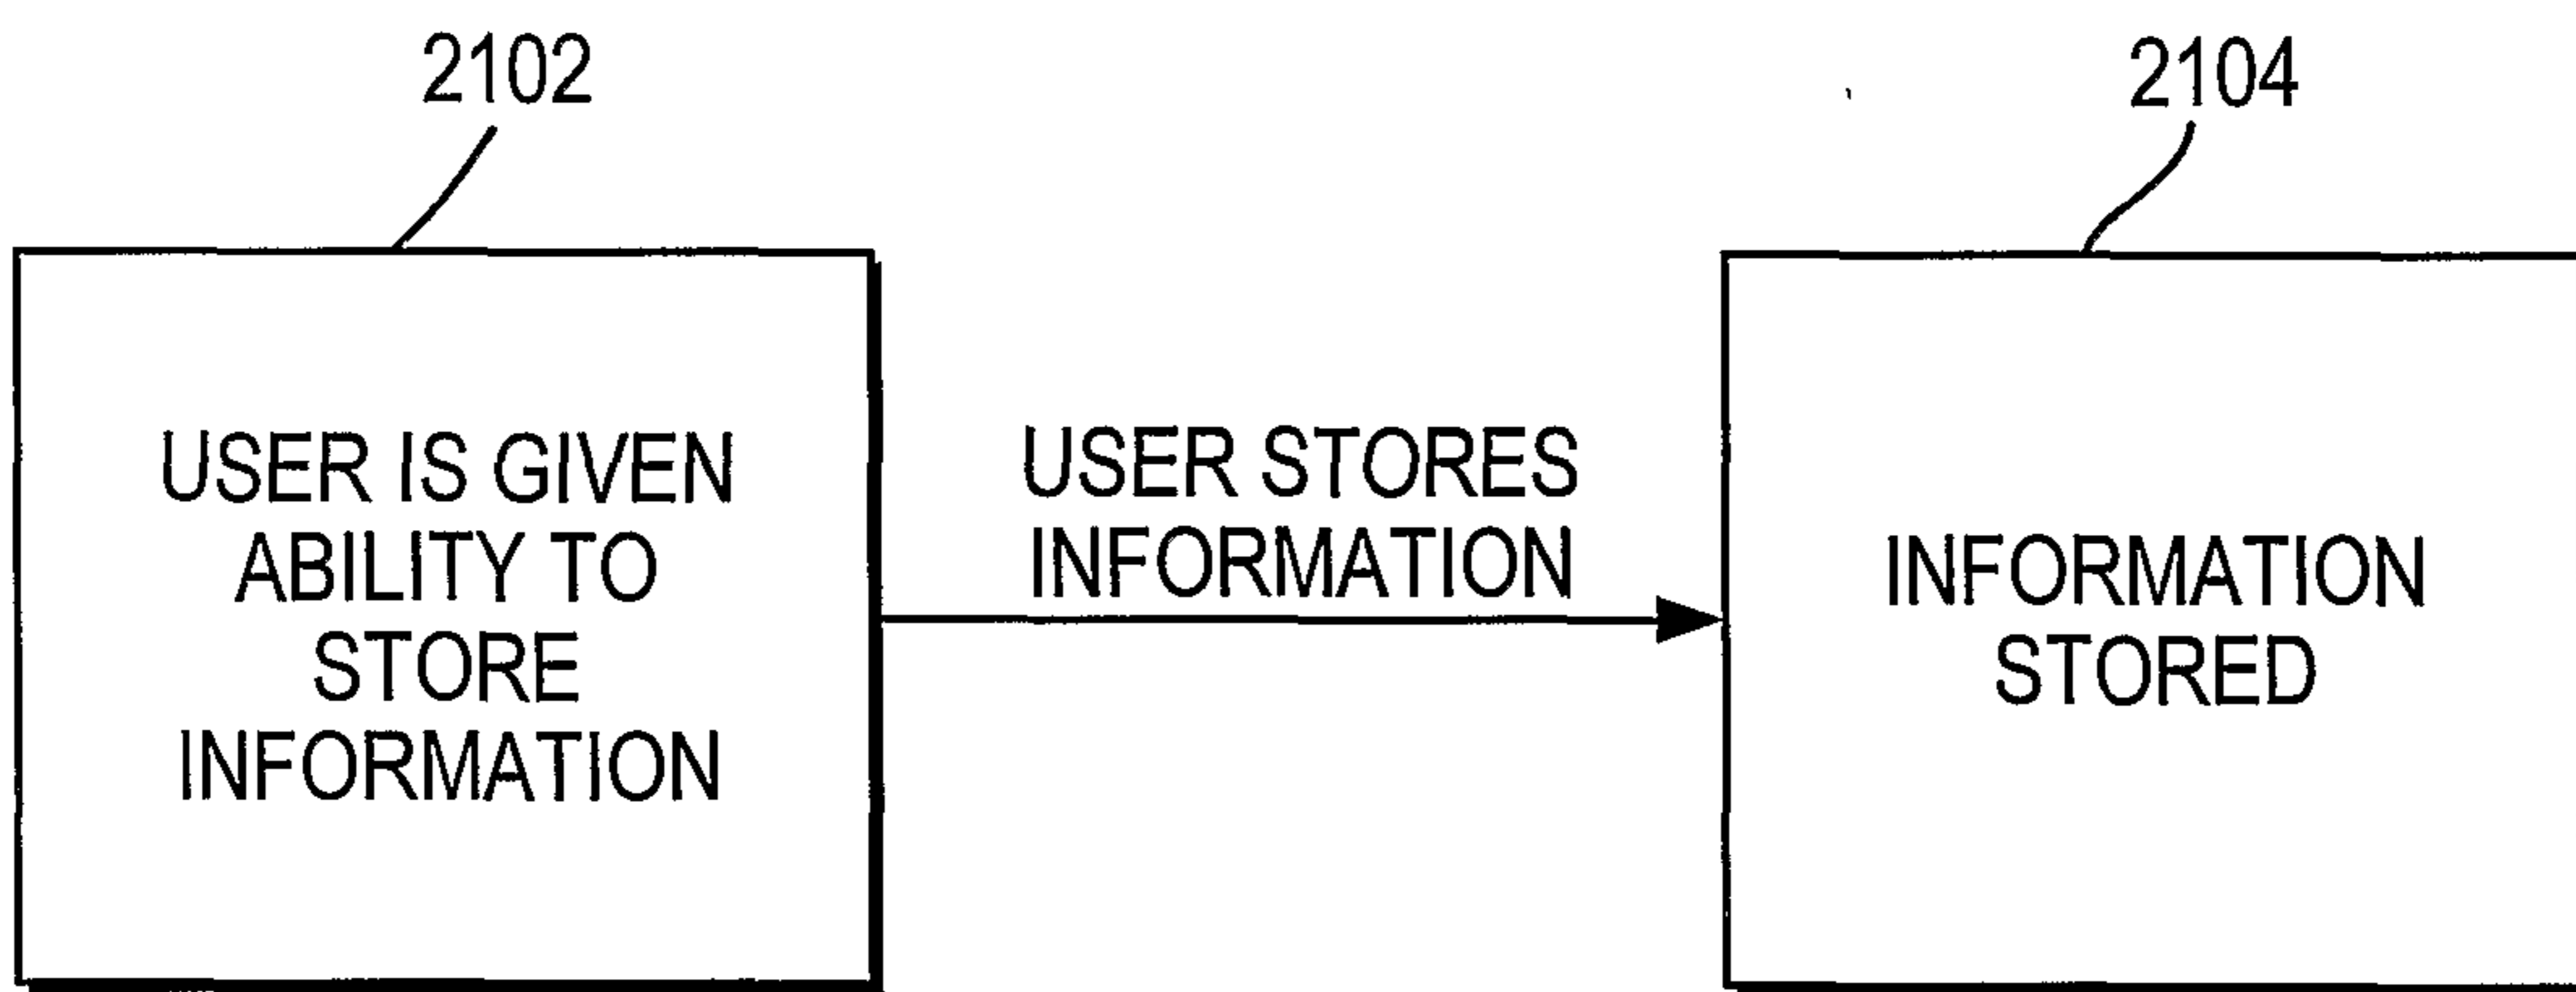 2102
2104
USER IS GIVEN
ABILITY TO
STORE
INFORMATION
USER STORES
INFORMATION
INFORMATION
STORED